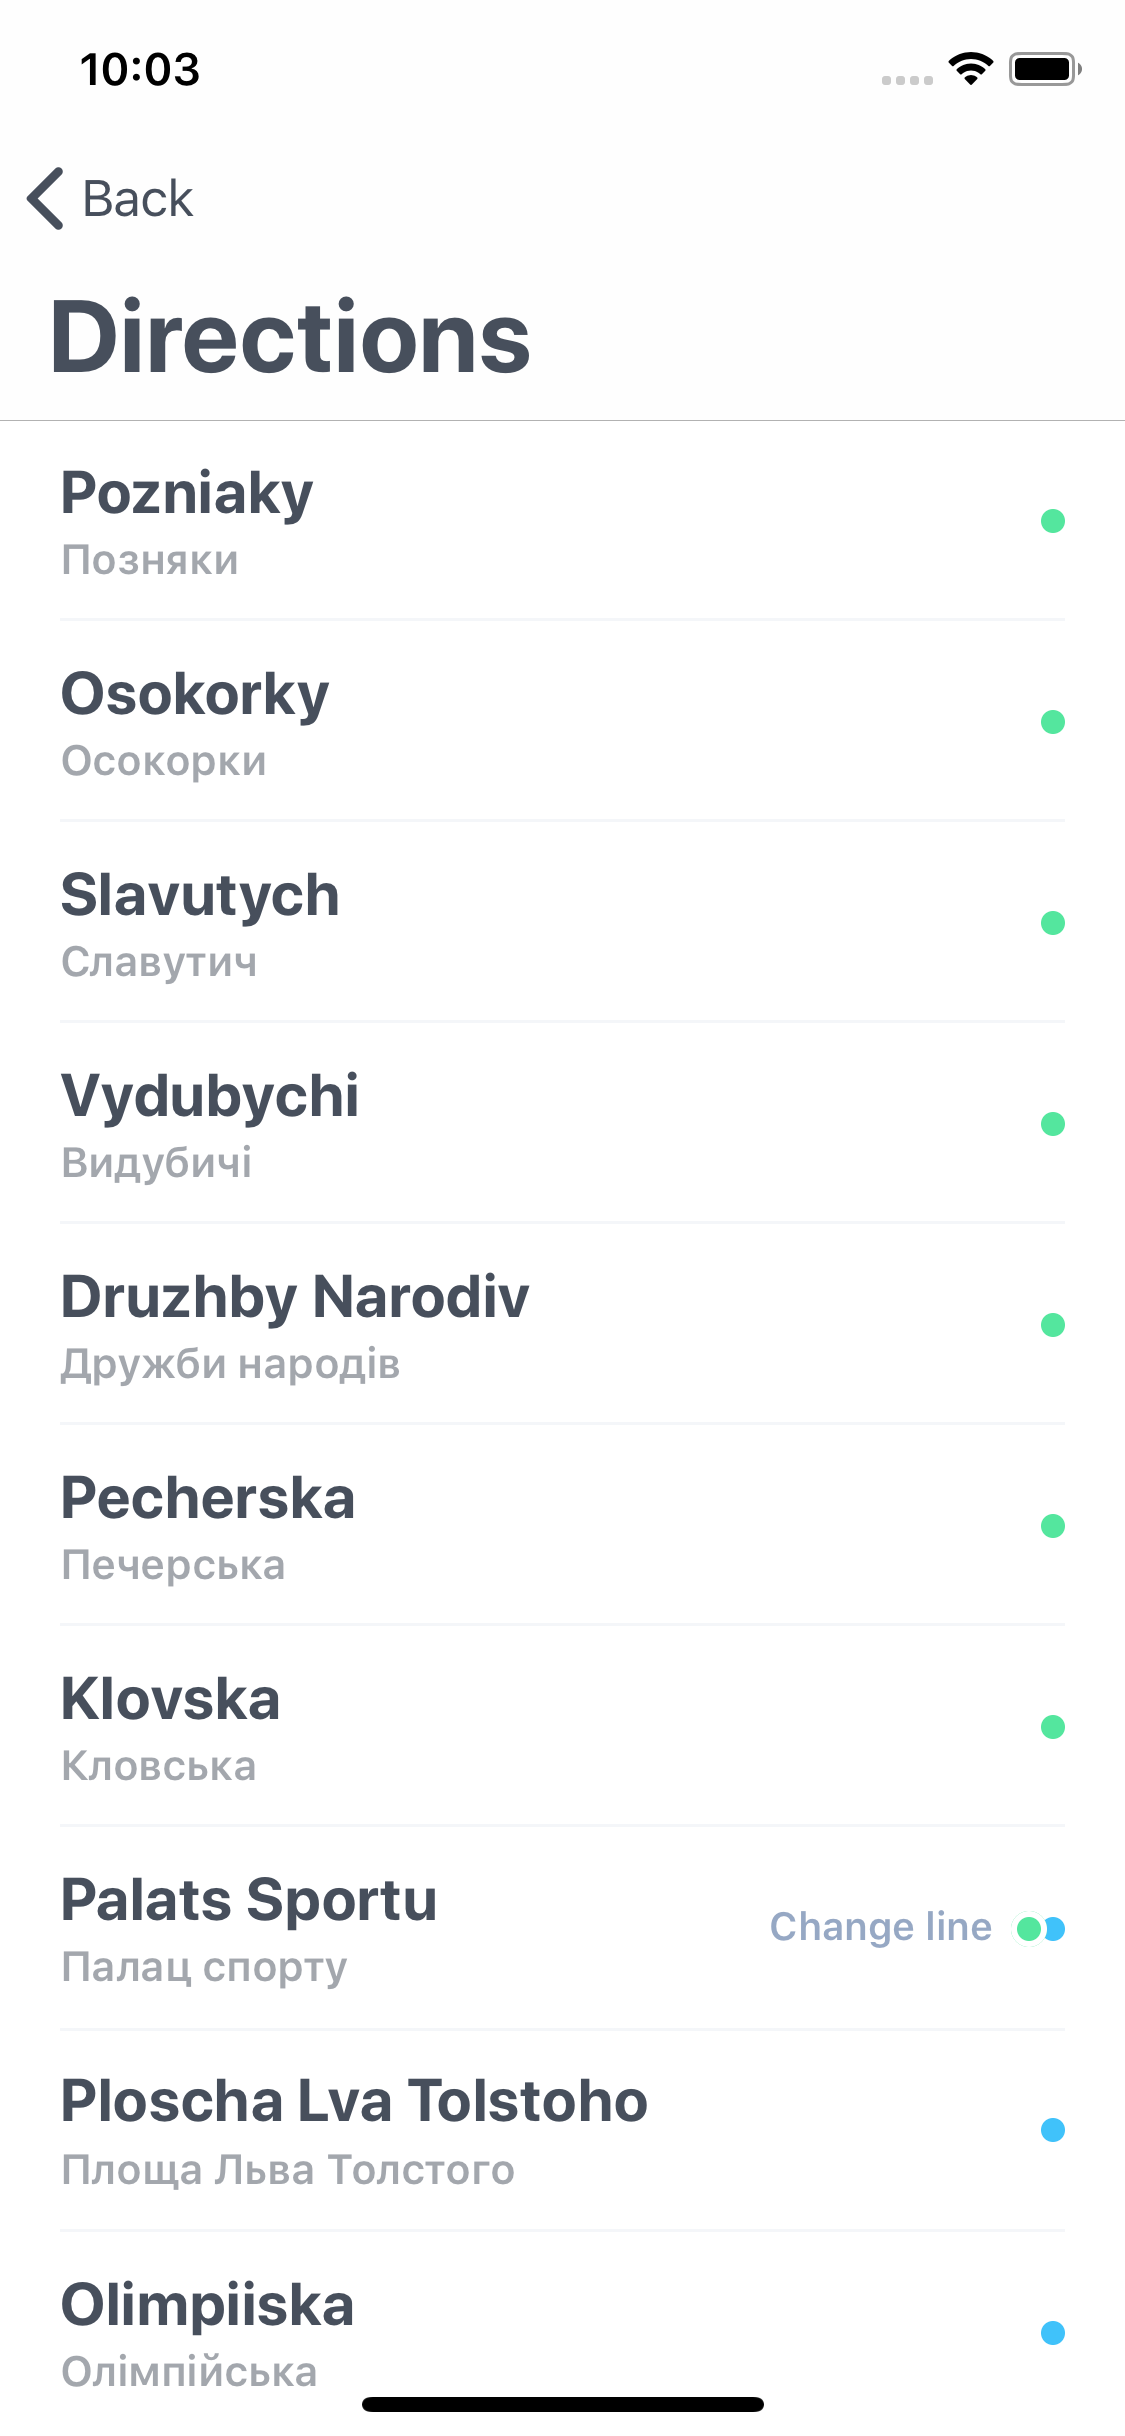 10:03
Back
Directions
Pozniaky
Позняки
Osokorky
Осокорки
Slavutych
Славутич
Vydubychi
Видубичі
Druzhby Narodiv
Дружби народів
Pecherska
Печерська
Klovska
Кловська
Palats Sportu
Change line
Палац спорту
Ploscha Lva Tolstoho
Площа Льва Толстого
Olimpiiska
Олімпійська